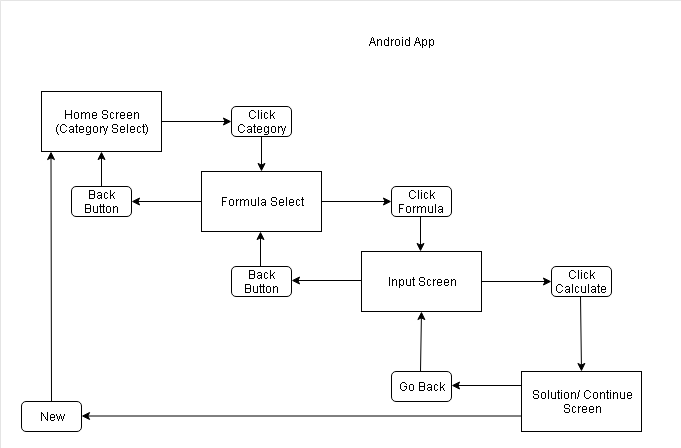 Android App
Home Screen
(Category Select)
Click
Category
Back
Button
Formula Select
Click
Formula
Back
Button
Input Screen
Click
Calculate
Go Back
Solution/ Continue
Screen
New